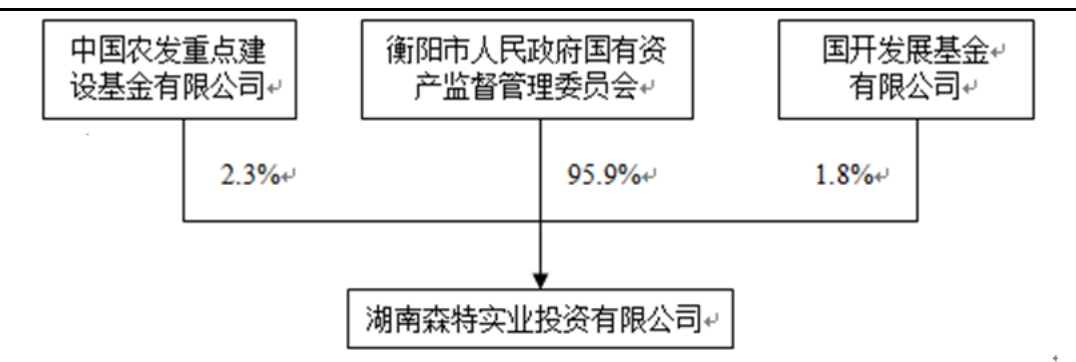 中国农发重点建
设基金有限公司
衡阳市人民政府国有资
产监督管理委员会
国开发展基金
有限公司
2.3%
95.9%
1.8%
湖南森特实业投资有限公司